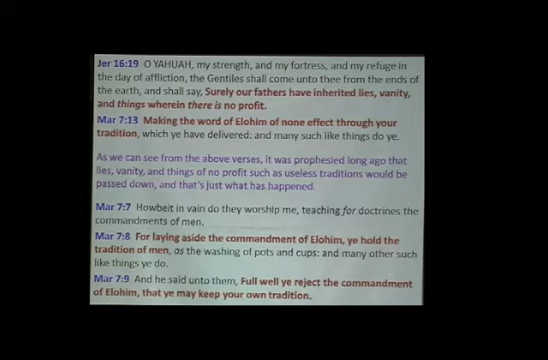 Jer 16:19 O YAHUAH, my strength, and my fortress, and my refuge in
the day of affliction, the Gentiles shall come unto thee from the ends of
the earth, and shall say, Surely our fathers have inherited lies, vanity,
and things wherein there is no profit.
Mar 7:13 Making the word of Elohim of none effect through your
tradition, which ye have delivered: and many such like things do ye.
As we can see from the above verses, it was prophesied long ago that
lies, vanity, and things of no profit such as useless traditions would be
passed down, and that's just what has happened.
Mar 7:7 Howbeit in vain do they worship me, teaching for doctrines the
commandments of men.
Mar 7:8 For laying aside the commandment of Elohim, ye hold the
tradition of men, as the washing of pots and cups: and many other such
like things ye do.
Mar 7:9 And he said unto them, Full well ye reject the commandment
of Elohim, that ye may keep your own tradition.